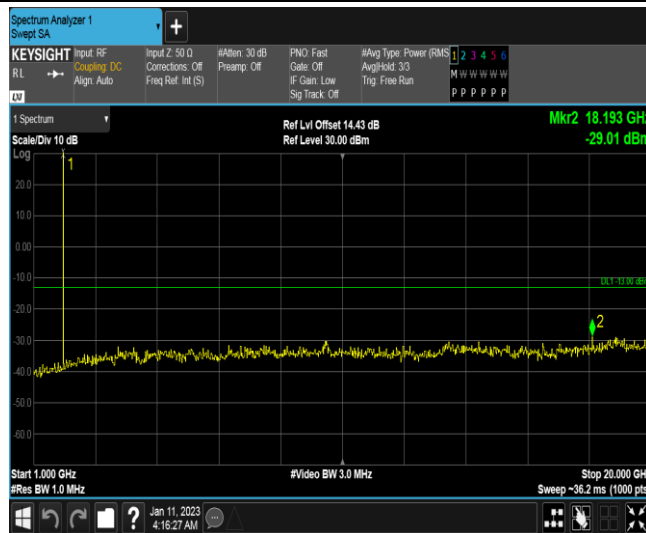 Spectrum Analyzer 1
Swept SA
+
KEYSIGHT
RL
LXI
Input: RF
Coupling: DC
Align: Auto
Input Z: 50 Ω
Corrections: Off
Freq Ref: Int (S)
#Atten: 30 dB
Preamp: Off
PNO: Fast
Gate: Off
IF Gain: Low
Sig Track: Off
#Avg Type: Power (RMS
Avg|Hold: 3/3
Trig: Free Run
1 2 3 4 5 6
M W W W W W
P P P P P P
1 Spectrum
Scale/Div 10 dB
Log
Ref Lvl Offset 14.43 dB
Ref Level 30.00 dBm
Mkr2 18.193 GHz
-29.01 dBm
1
20.0
10.0
0.00
-10.0
DL1 -13.00 dBm
-20.0
2
-30.0
-40.0
-50.0
-60.0
Start 1.000 GHz
#Res BW 1.0 MHz
#Video BW 3.0 MHz
Stop 20.000 GHz
Sweep ~36.2 ms (1000 pts)
?
Jan 11, 2023
4:16:27 AM